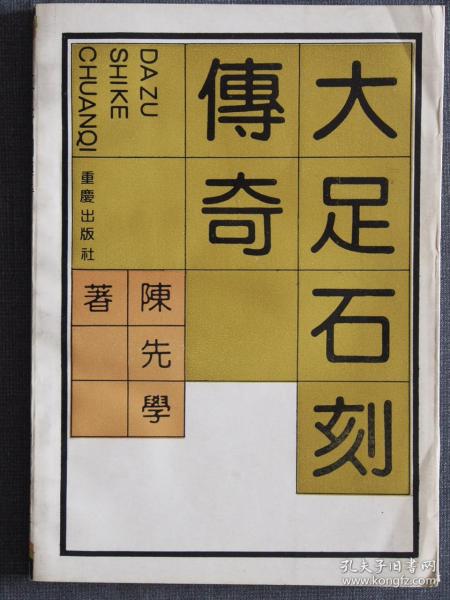 大足石刻
傳奇
DA ZU
SHIKE
CHUANQI
重慶出版社
陳先學
著
孔夫子旧书网
www.kongfz.com